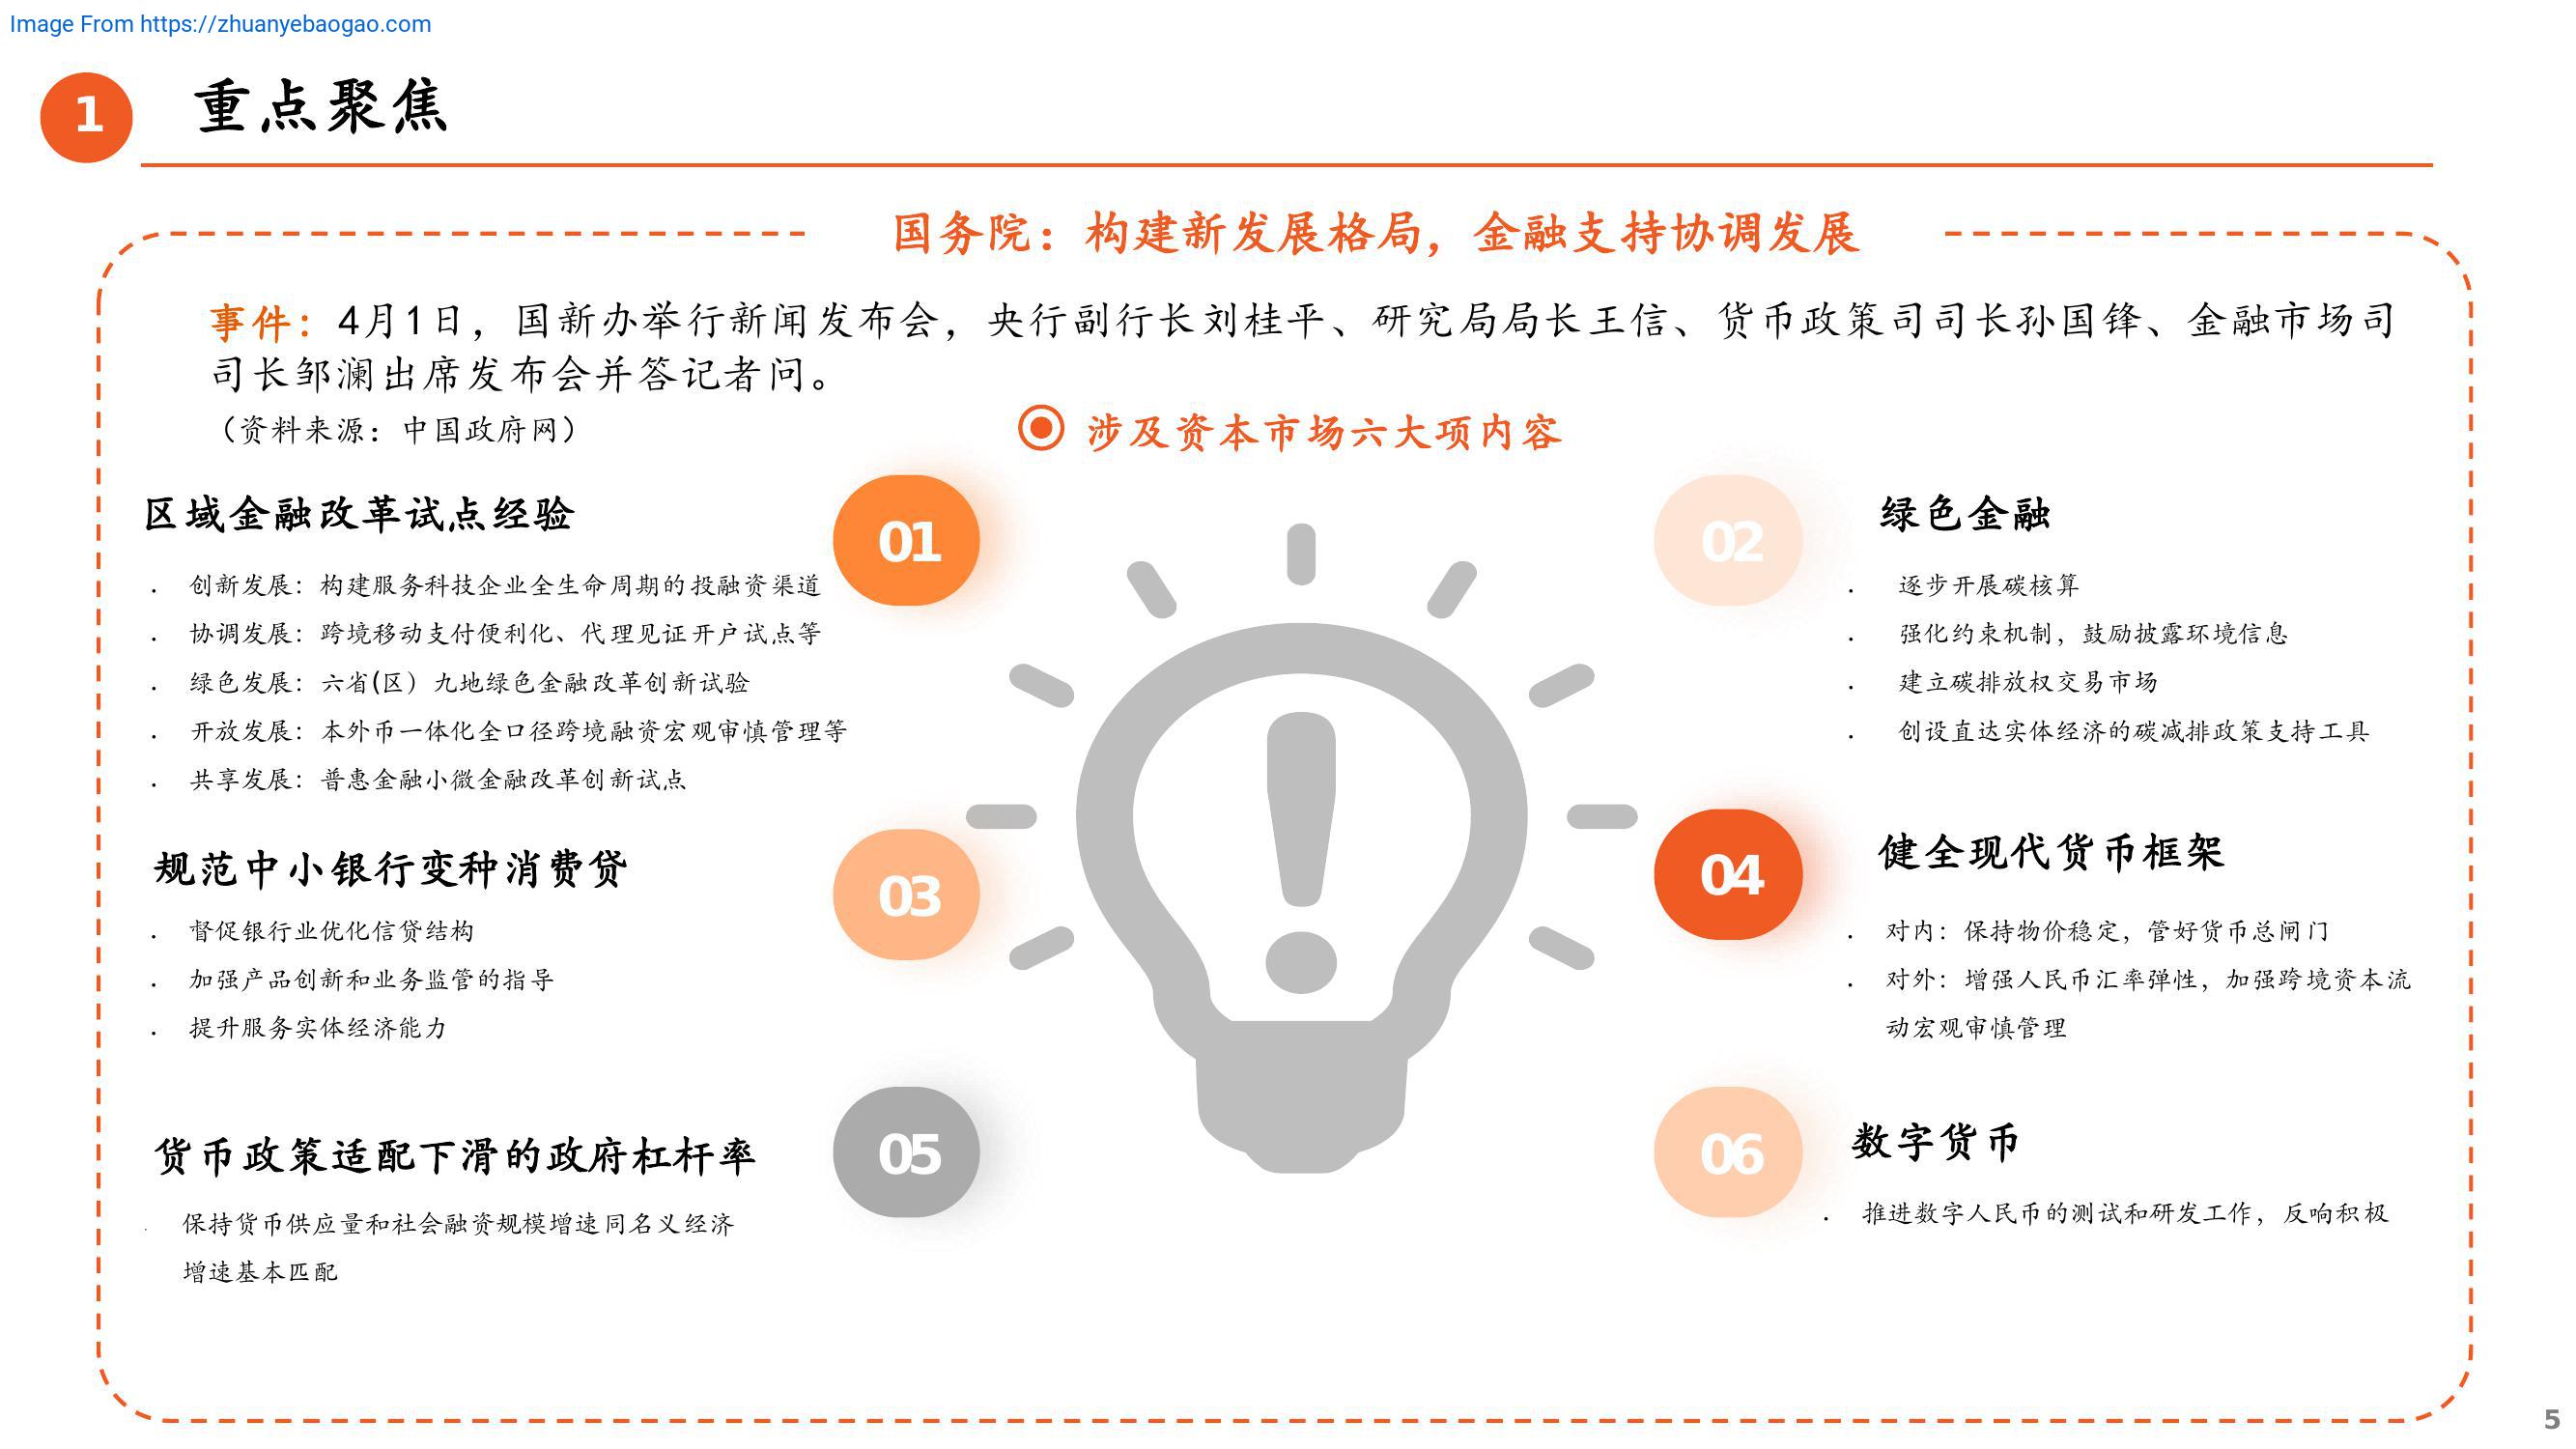 Image From https://zhuanyebaogao.com
1
重点聚焦
国务院：构建新发展格局，金融支持协调发展
事件：4月1日，国新办举行新闻发布会，央行副行长刘桂平、研究局局长王信、货币政策司司长孙国锋、金融市场司
司长邹澜出席发布会并答记者问。
（资料来源：中国政府网）
涉及资本市场六大项内容
01
区域金融改革试点经验
. 创新发展：构建服务科技企业全生命周期的投融资渠道
. 协调发展：跨境移动支付便利化、代理见证开户试点等
. 绿色发展：六省(区）九地绿色金融改革创新试验
. 开放发展：本外币一体化全口径跨境融资宏观审慎管理等
. 共享发展：普惠金融小微金融改革创新试点
02
绿色金融
. 逐步开展碳核算
. 强化约束机制，鼓励披露环境信息
. 建立碳排放权交易市场
. 创设直达实体经济的碳减排政策支持工具
03
规范中小银行变种消费贷
. 督促银行业优化信贷结构
. 加强产品创新和业务监管的指导
. 提升服务实体经济能力
04
健全现代货币框架
. 对内：保持物价稳定，管好货币总闸门
. 对外：增强人民币汇率弹性，加强跨境资本流
动宏观审慎管理
05
货币政策适配下滑的政府杠杆率
. 保持货币供应量和社会融资规模增速同名义经济
增速基本匹配
06
数字货币
. 推进数字人民币的测试和研发工作，反响积极
5